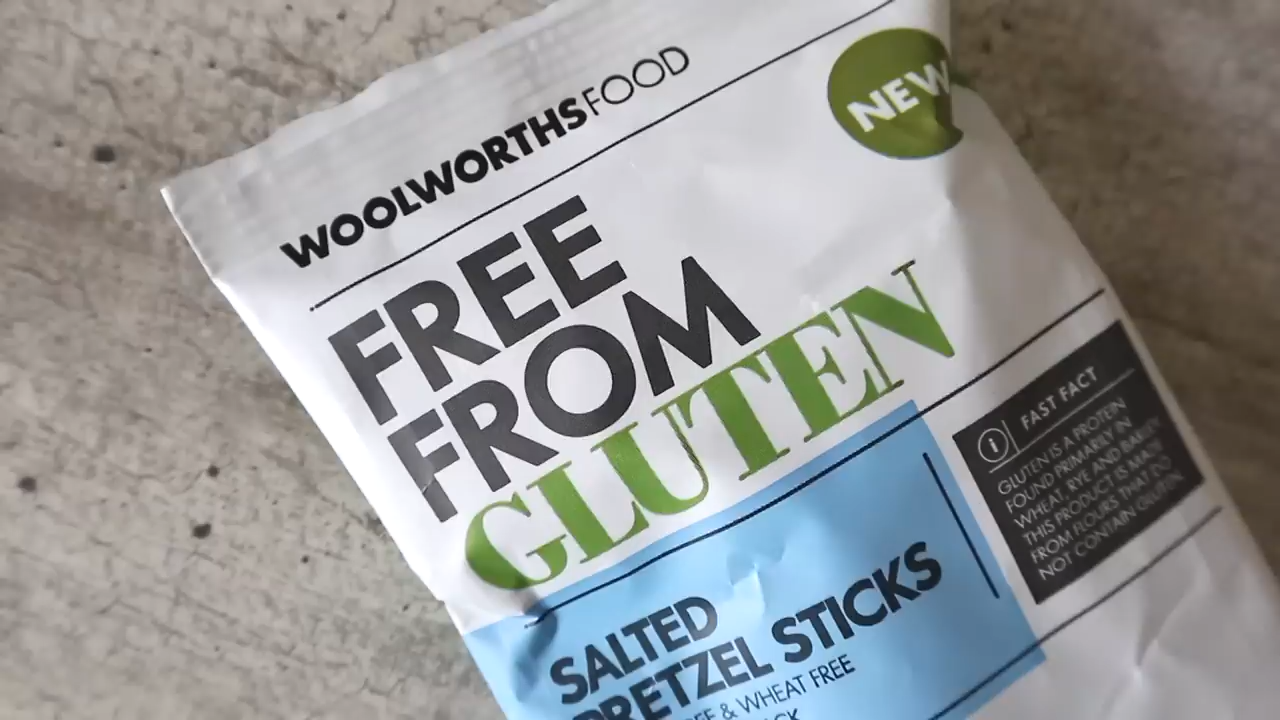 WOOLWORTHSFOOD
NEW
FREE
FROM
GLUTEN
FAST FACT
GLUTEN IS A PROTEIN
FOUND PRIMARILY IN
WHEAT, RYE AND BARLEY.
THIS PRODUCT IS MADE
FROM FLOURS THAT DO
NOT CONTAIN GLUTEN.
SALTED
PRETZEL STICKS
& WHEAT FREE